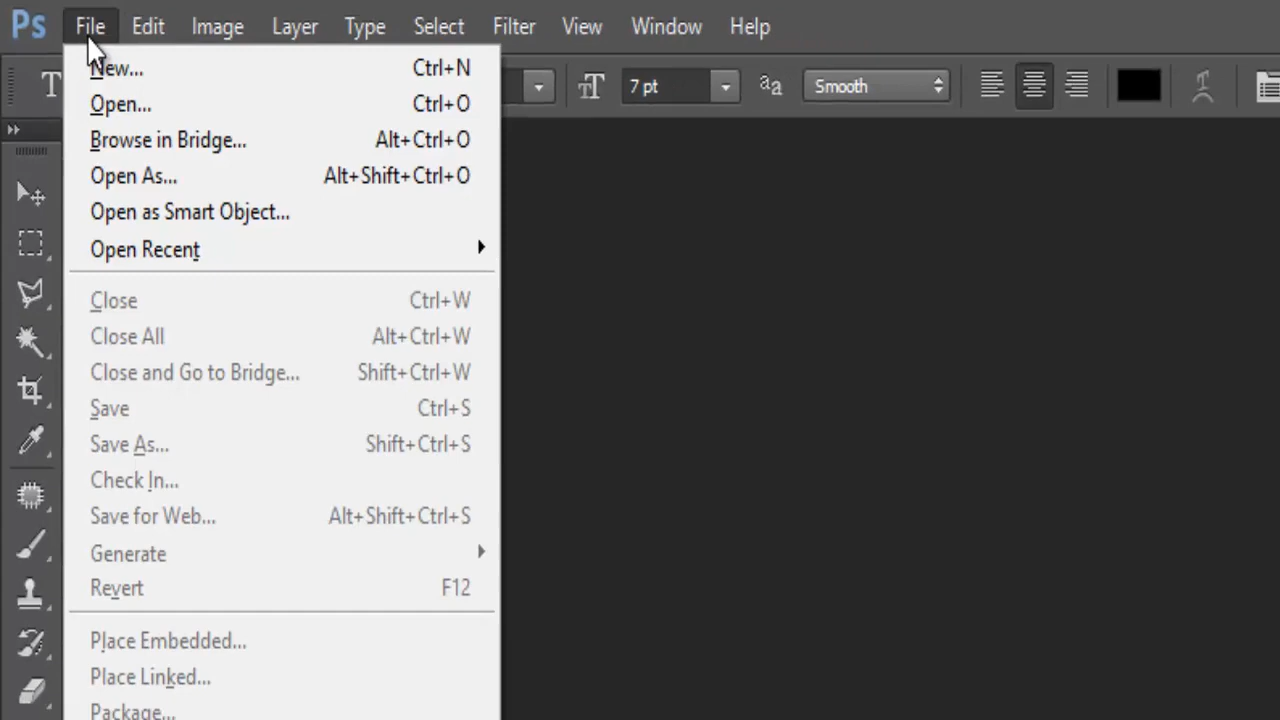 Ps File Edit Image Layer Type Select Filter View Window Help
New... Ctrl+N
T T 7 pt aa Smooth
Open... Ctrl+O
Browse in Bridge... Alt+Ctrl+O
Open As... Alt+Shift+Ctrl+O
Open as Smart Object...
Open Recent
Close Ctrl+W
Close All Alt+Ctrl+W
Close and Go to Bridge... Shift+Ctrl+W
Save Ctrl+S
Save As... Shift+Ctrl+S
Check In...
Save for Web... Alt+Shift+Ctrl+S
Generate
Revert F12
Place Embedded...
Place Linked...
Package...